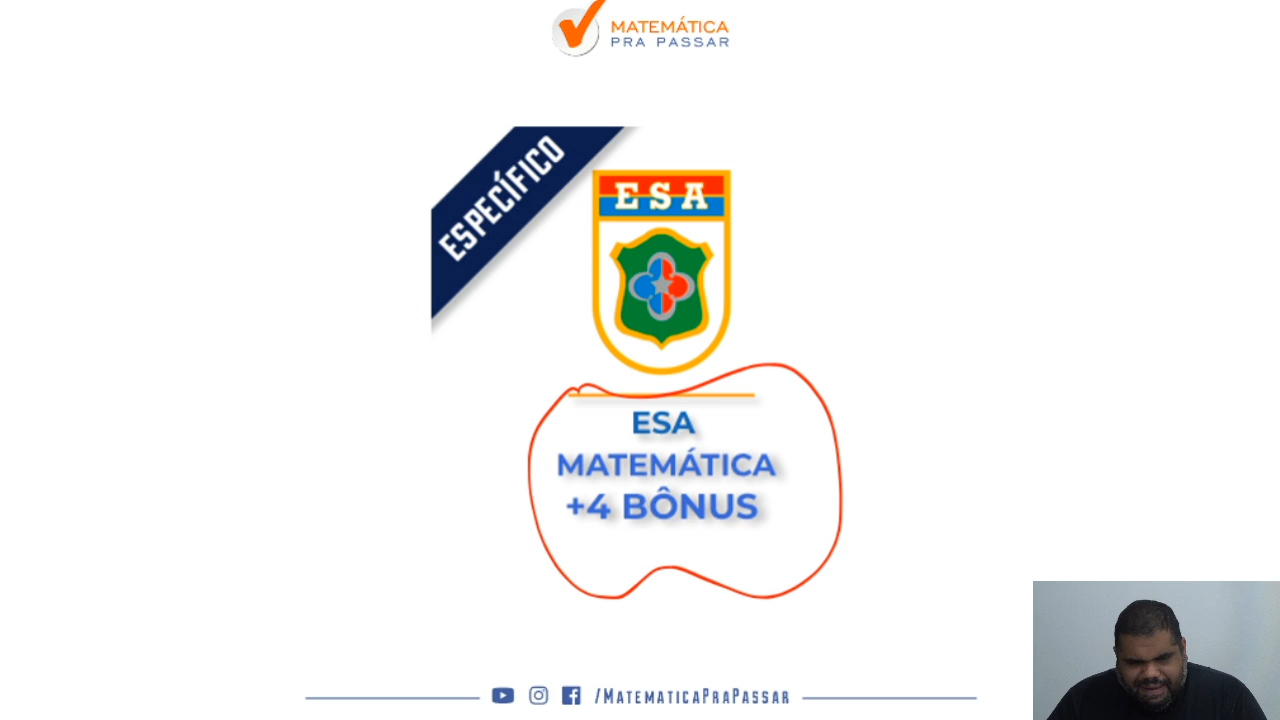 MATEMÁTICA
PRA PASSAR
ESPECÍFICO
ESA
ESA
MATEMÁTICA
+4 BÔNUS
/MATEMATICAPRAPASSAR